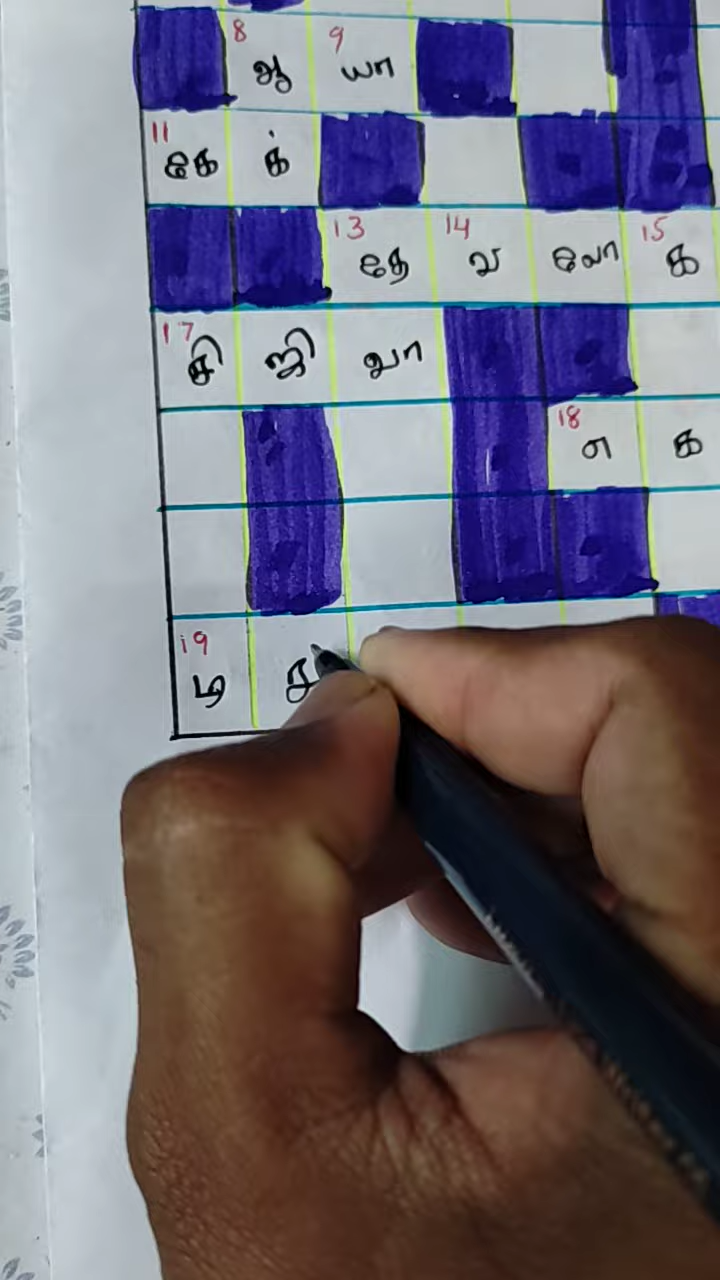 8 ஆ 9 யா
11 கே க்
13 தே 14 வ லோ 15 க
17 சி ஜி வா
18 எ க
19 டி ச